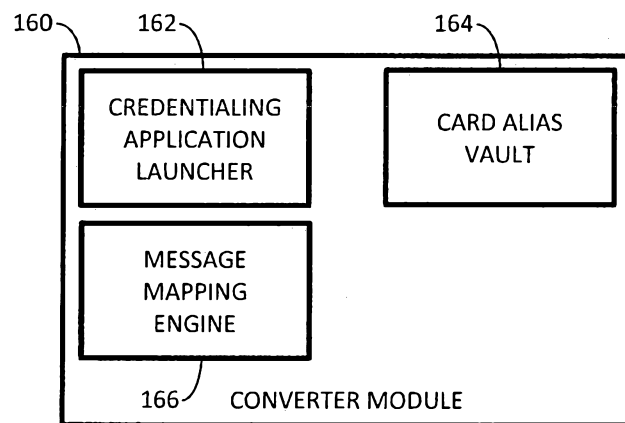 160
162
164
CREDENTIALING
APPLICATION
LAUNCHER
CARD ALIAS
VAULT
MESSAGE
MAPPING
ENGINE
166
CONVERTER MODULE